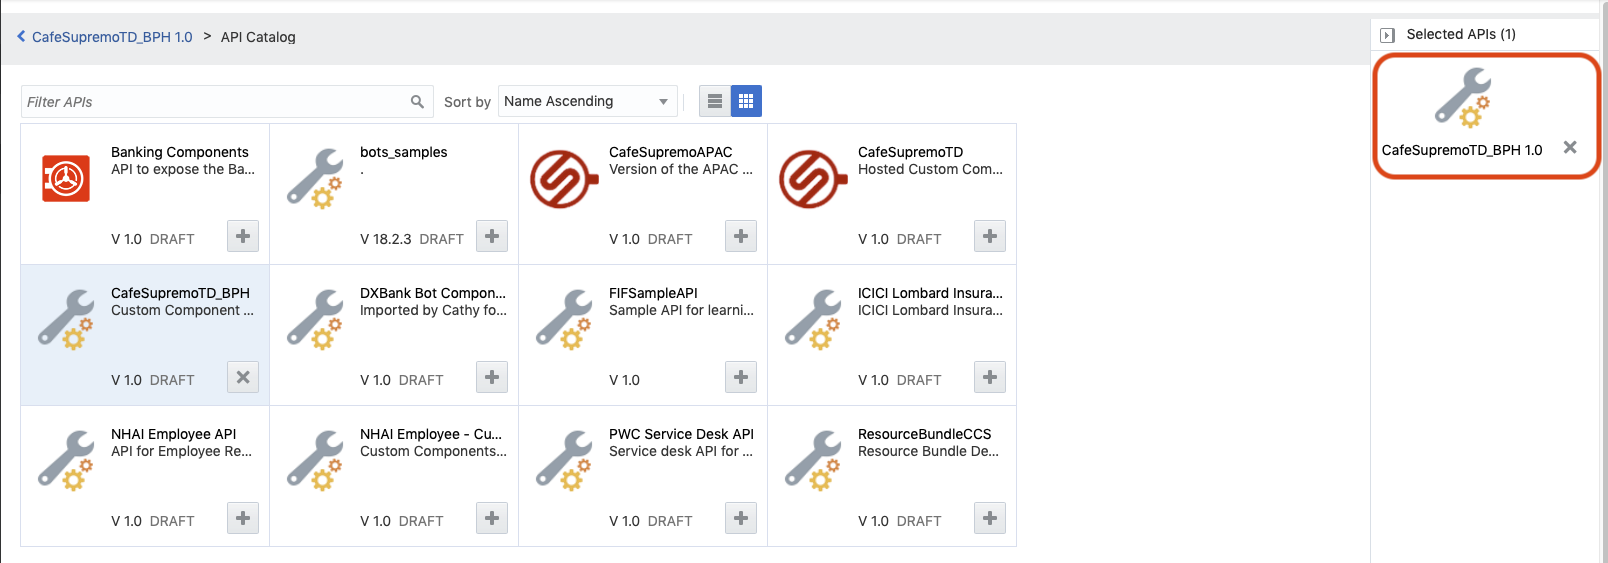 CafeSupremoTD_BPH 1.0 > API Catalog
Selected APIs (1)
CafeSupremoTD_BPH 1.0
Filter APIs
Sort by Name Ascending
Banking Components
API to expose the Ba...
V 1.0 DRAFT
bots_samples
.
V 18.2.3 DRAFT
CafeSupremoAPAC
Version of the APAC ...
V 1.0 DRAFT
CafeSupremoTD
Hosted Custom Com...
V 1.0 DRAFT
CafeSupremoTD_BPH
Custom Component ...
V 1.0 DRAFT
DXBank Bot Compon...
Imported by Cathy fo...
V 1.0 DRAFT
FIFSampleAPI
Sample API for learni...
V 1.0
ICICI Lombard Insura...
ICICI Lombard Insura...
V 1.0 DRAFT
NHAI Employee API
API for Employee Re...
V 1.0 DRAFT
NHAI Employee - Cu...
Custom Components...
V 1.0 DRAFT
PWC Service Desk API
Service desk API for ...
V 1.0 DRAFT
ResourceBundleCCS
Resource Bundle De...
V 1.0 DRAFT